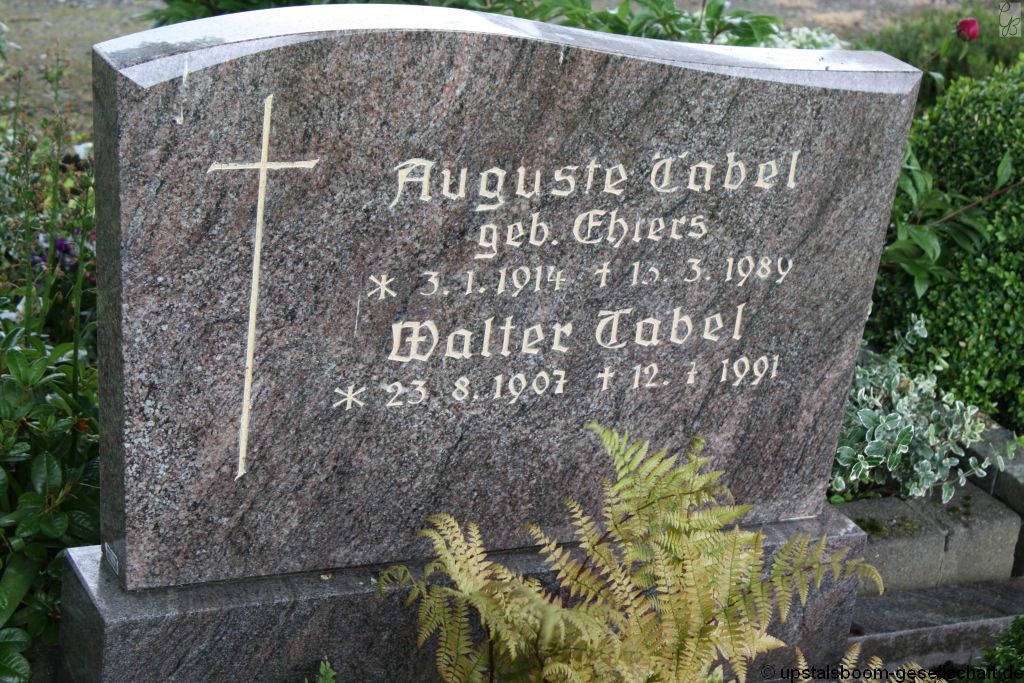 Auguste Tabel
geb. Ehlers
* 3. 1. 1914 † 15. 3. 1989
Walter Tabel
* 23. 8. 1907 † 12. 7 1991
© upstalsboom-gesellschaft.de